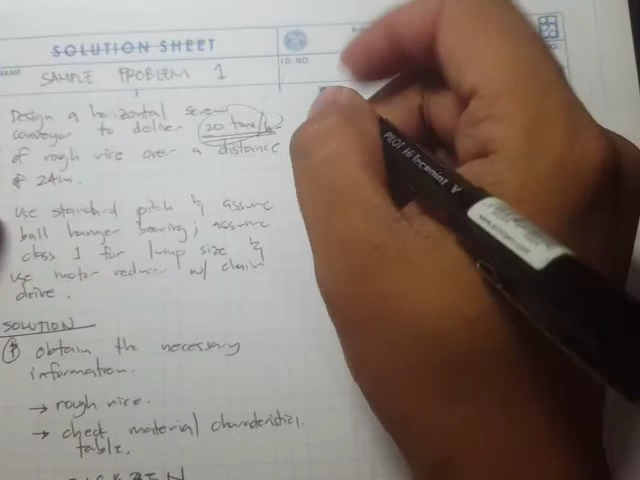 SOLUTION SHEET
NAME
SAMPLE PROBLEM 1
I.D. NO.
NO.
Design a horizontal screw
conveyor to deliver 20 tons/h
of rough rice over a distance
of 24m.
Use standard pitch & assume
ball hanger bearing; assume
class 1 for lump size &
use motor reducer w/ chain
drive.
SOLUTION
① obtain the necessary
information.
→ rough rice.
→ check material characteristics
table.
PILOT Hi-Tecpoint V